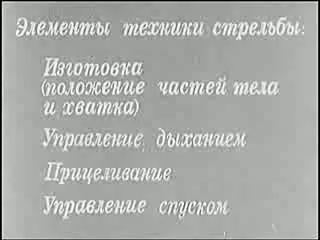 Элементы техники стрельбы:
Изготовка
(положение частей тела
и хватка)
Управление дыханием
Прицеливание
Управление спуском